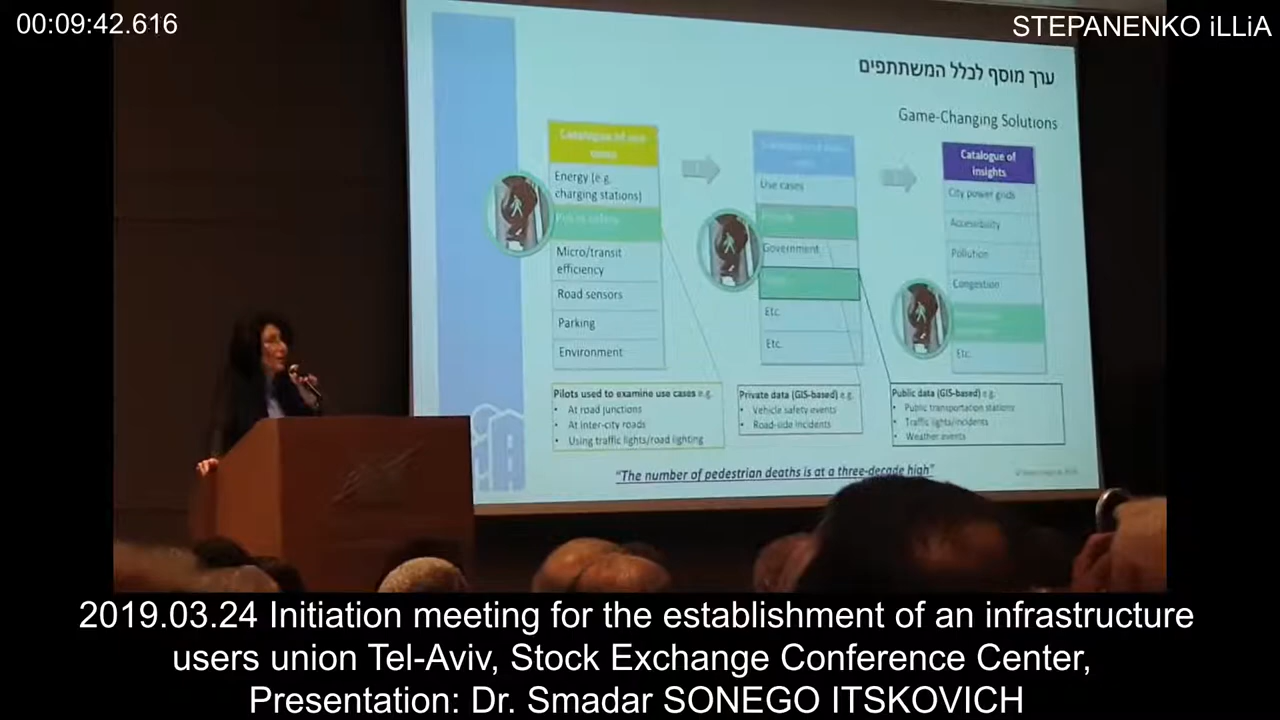 00:09:42.616
STEPANENKO iLLiA
ערך מוסף לכלל המשתתפים
Game-Changing Solutions
Catalogue of
Energy (e.g.
charging stations)
Micro/transit
efficiency
Road sensors
Parking
Environment
Use cases
Government
Etc.
Etc.
Catalogue of
insights
City power grids
Accessibility
Pollution
Congestion
Etc.
Pilots used to examine use cases e.g.
• At road junctions
• At inter-city roads
• Using traffic lights/road lighting
Private data (GIS-based) e.g.
• Vehicle safety events
• Road-side incidents
Public data (GIS-based) e.g.
• Public transportation stations
• Traffic lights/incidents
• Weather events
"The number of pedestrian deaths is at a three-decade high"
2019.03.24 Initiation meeting for the establishment of an infrastructure
users union Tel-Aviv, Stock Exchange Conference Center,
Presentation: Dr. Smadar SONEGO ITSKOVICH